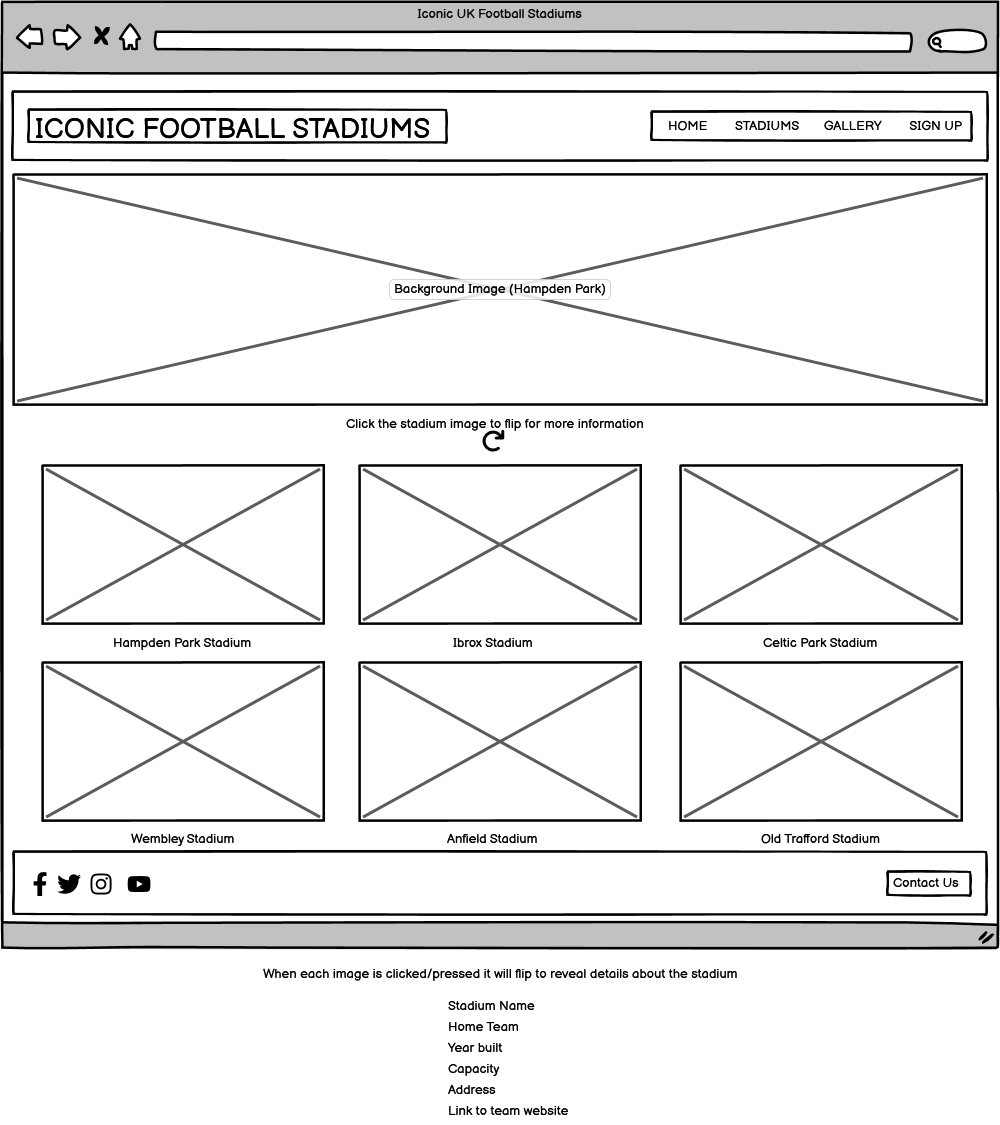 Iconic UK Football Stadiums
ICONIC FOOTBALL STADIUMS
HOME STADIUMS GALLERY SIGN UP
Background Image (Hampden Park)
Click the stadium image to flip for more information
Hampden Park Stadium
Ibrox Stadium
Celtic Park Stadium
Wembley Stadium
Anfield Stadium
Old Trafford Stadium
Contact Us
When each image is clicked/pressed it will flip to reveal details about the stadium
Stadium Name
Home Team
Year built
Capacity
Address
Link to team website